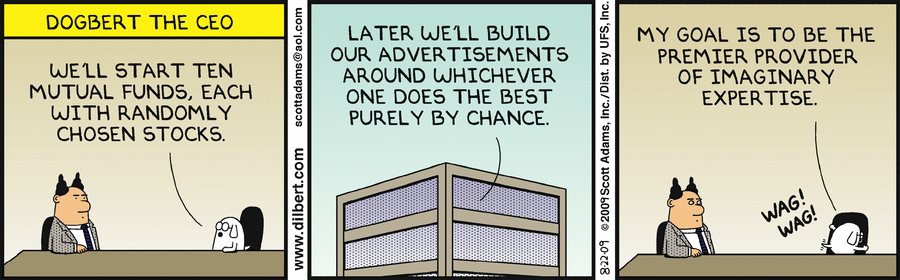 DOGBERT THE CEO
WE'LL START TEN
MUTUAL FUNDS, EACH
WITH RANDOMLY
CHOSEN STOCKS.
www.dilbert.com
scottadams@aol.com
LATER WE'LL BUILD
OUR ADVERTISEMENTS
AROUND WHICHEVER
ONE DOES THE BEST
PURELY BY CHANCE.
8-22-09 © 2009 Scott Adams, Inc./Dist. by UFS, Inc.
MY GOAL IS TO BE THE
PREMIER PROVIDER
OF IMAGINARY
EXPERTISE.
WAG!
WAG!